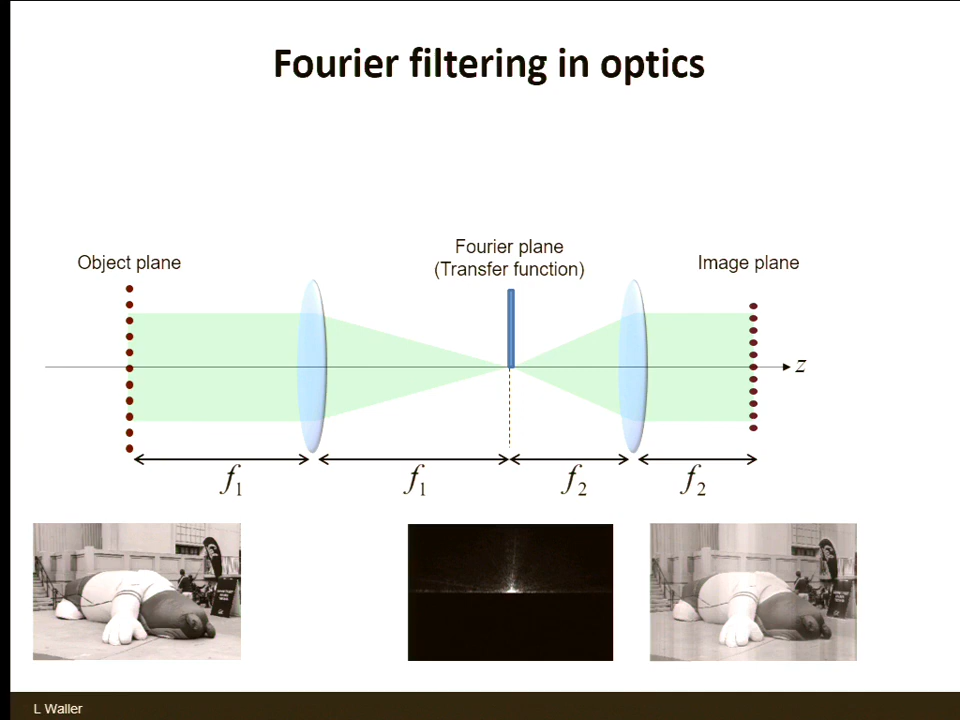 Fourier filtering in optics
Object plane
Fourier plane
(Transfer function)
Image plane
z
f₁
f₁
f₂
f₂
L Waller